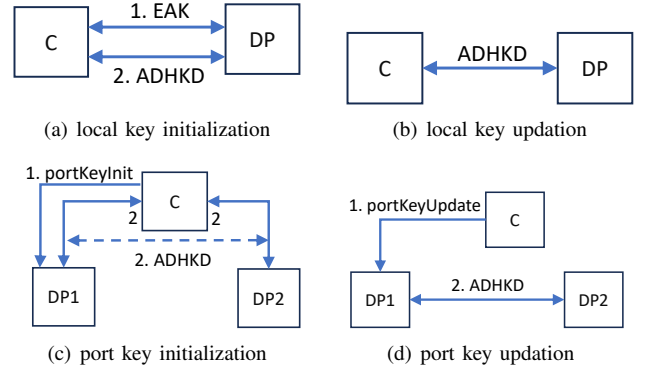 1. EAK
C
DP
2. ADHKD
(a) local key initialization
ADHKD
C
DP
(b) local key updation
1. portKeyInit
C
2
2
2. ADHKD
DP1
DP2
(c) port key initialization
1. portKeyUpdate
C
2. ADHKD
DP1
DP2
(d) port key updation